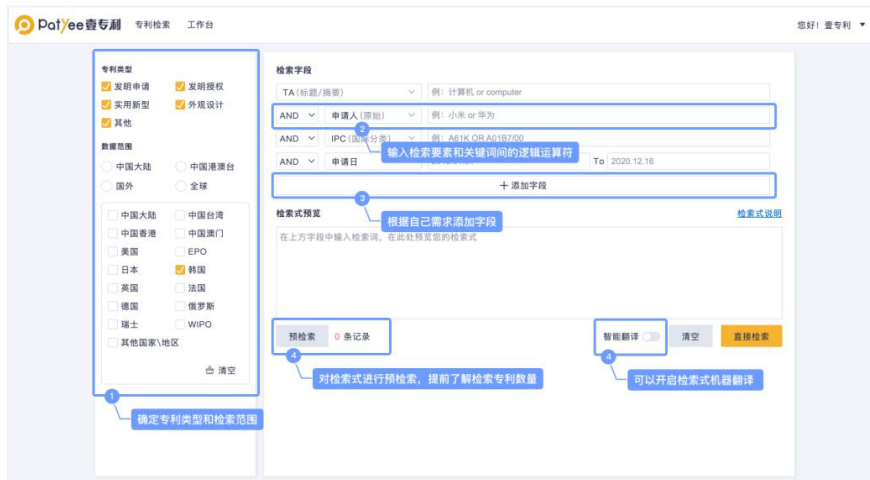 Patyee壹专利 专利检索 工作台 您好！壹专利
专利类型
发明申请 发明授权
实用新型 外观设计
其他
数据范围
中国大陆 中国港澳台
国外 全球
中国大陆 中国台湾
中国香港 中国澳门
美国 EPO
日本 韩国
英国 法国
德国 俄罗斯
瑞士 WIPO
其他国家\地区
清空
1
确定专利类型和检索范围
检索字段
TA(标题/摘要) 例：计算机 or computer
AND 申请人(原始) 例：小米 or 华为
2
AND IPC(国际分类) 例：A61K OR A01B7/00
输入检索要素和关键词间的逻辑运算符
AND 申请日 To 2020.12.16
+ 添加字段
3
根据自己需求添加字段
检索式预览 检索式说明
在上方字段中输入检索词，在此处预览您的检索式
预检索 0 条记录 智能翻译 清空 直接检索
4 4
对检索式进行预检索，提前了解检索专利数量 可以开启检索式机器翻译